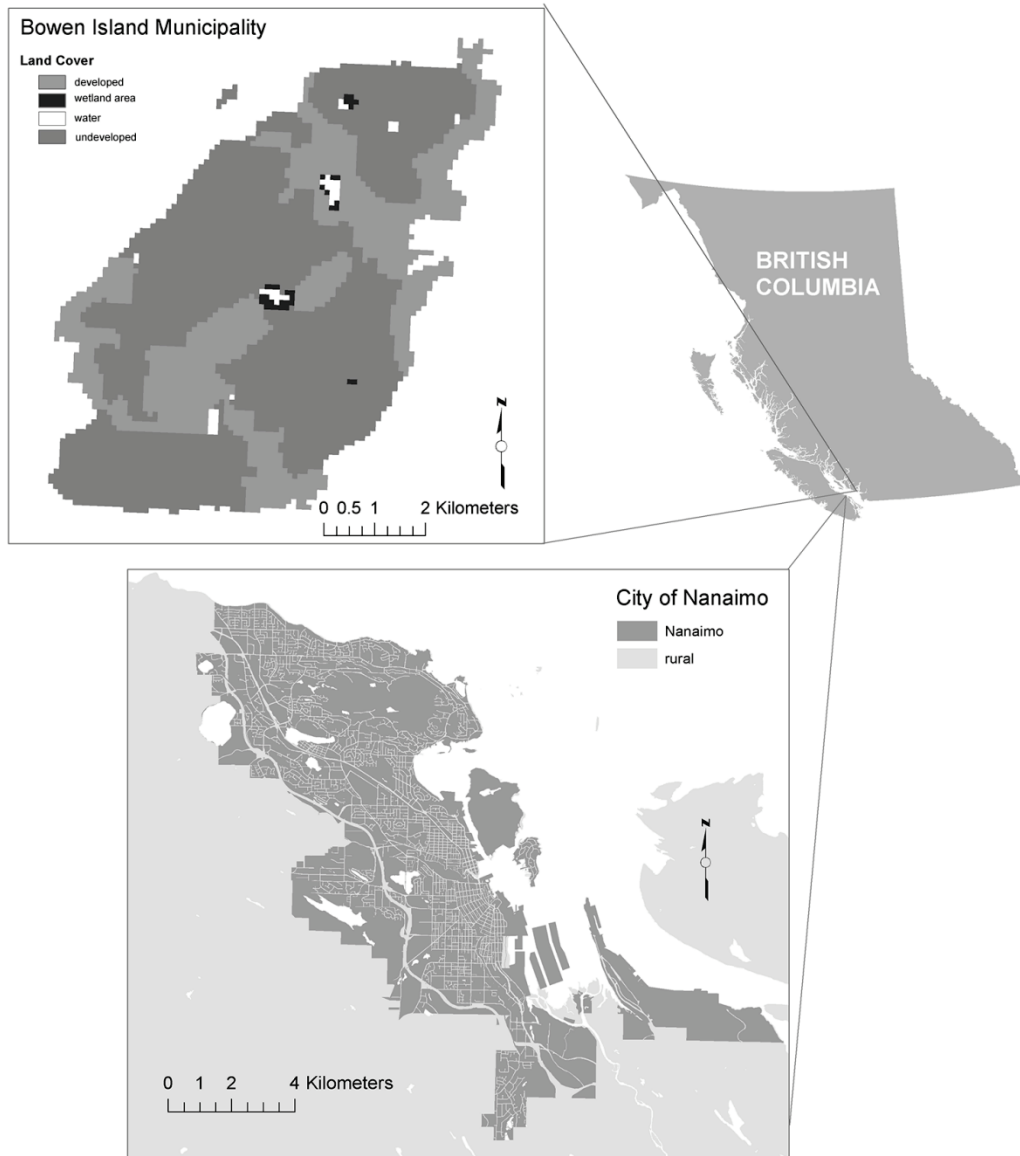 Bowen Island Municipality
Land Cover
developed
wetland area
water
undeveloped
N
0 0.5 1 2 Kilometers
BRITISH
COLUMBIA
City of Nanaimo
Nanaimo
rural
N
0 1 2 4 Kilometers